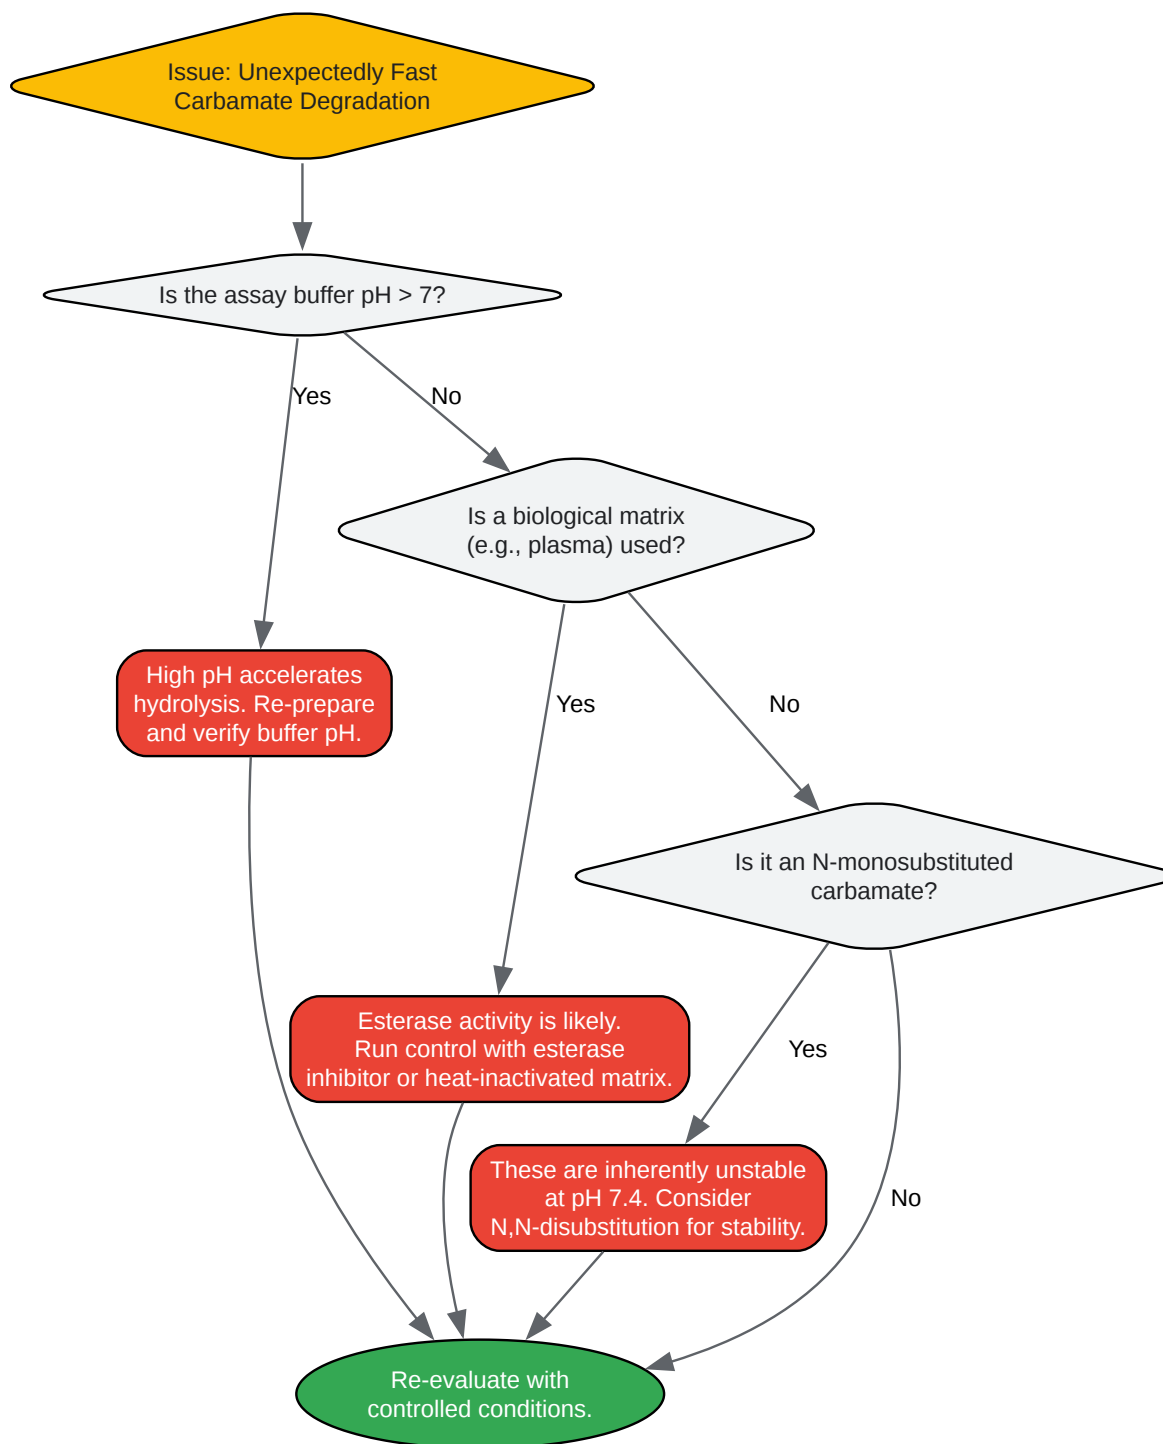 Issue: Unexpectedly Fast
Carbamate Degradation
Is the assay buffer pH > 7?
Yes
No
Is a biological matrix
(e.g., plasma) used?
High pH accelerates
hydrolysis. Re-prepare
and verify buffer pH.
Yes
No
Is it an N-monosubstituted
carbamate?
Esterase activity is likely.
Run control with esterase
inhibitor or heat-inactivated matrix.
Yes
These are inherently unstable
at pH 7.4. Consider
N,N-disubstitution for stability.
No
Re-evaluate with
controlled conditions.